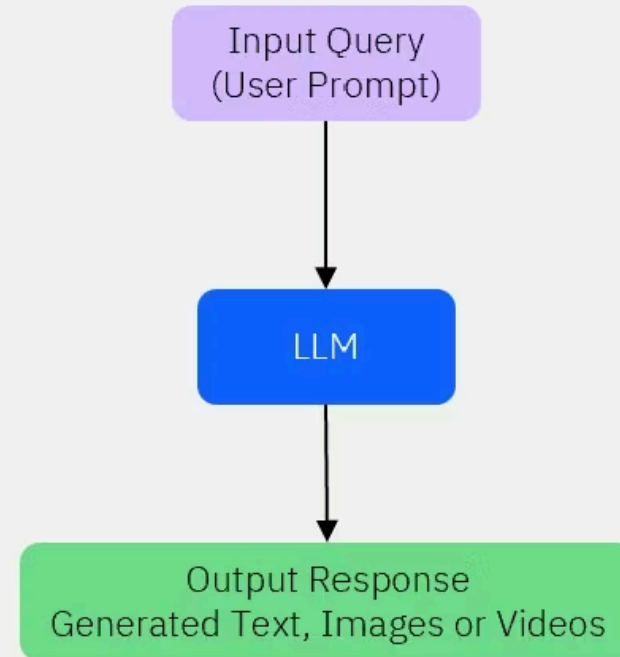 Input Query
(User Prompt)
LLM
Output Response
Generated Text, Images or Videos